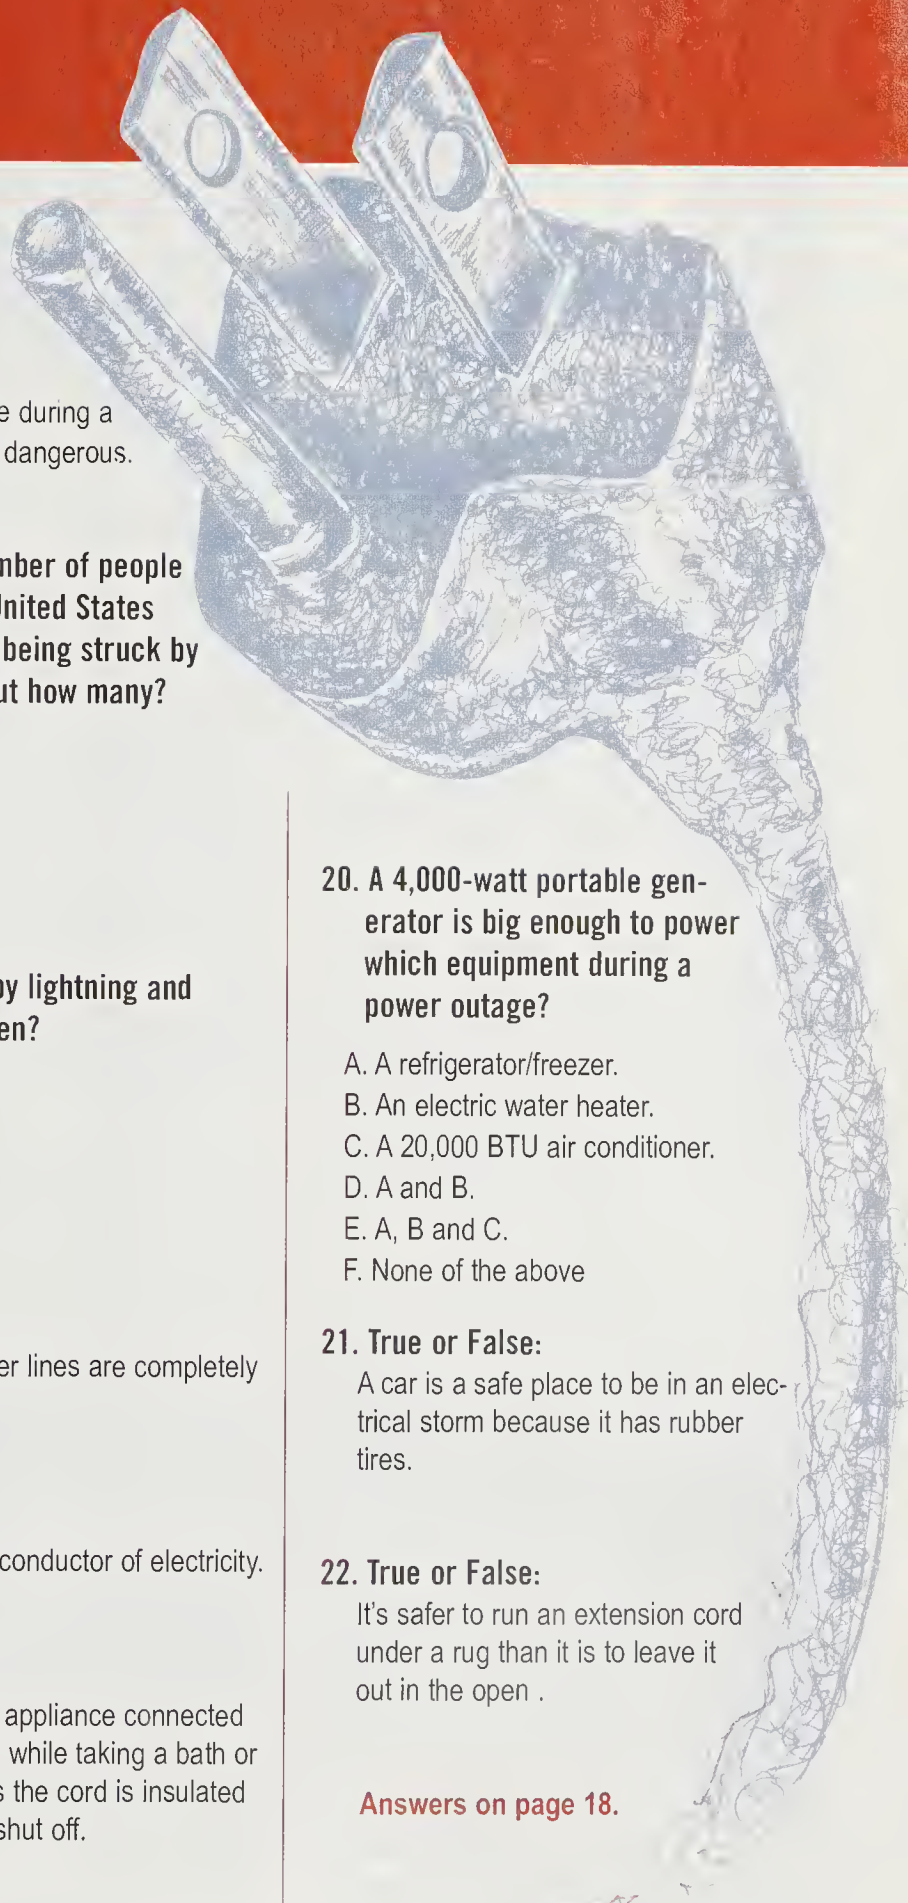 e during a
dangerous.
mber of people
United States
being struck by
ut how many?
by lightning and
en?
er lines are completely
conductor of electricity.
appliance connected
while taking a bath or
s the cord is insulated
shut off.
20. A 4,000-watt portable gen-
erator is big enough to power
which equipment during a
power outage?
A. A refrigerator/freezer.
B. An electric water heater.
C. A 20,000 BTU air conditioner.
D. A and B.
E. A, B and C.
F. None of the above
21. True or False:
A car is a safe place to be in an elec-
trical storm because it has rubber
tires.
22. True or False:
It's safer to run an extension cord
under a rug than it is to leave it
out in the open .
Answers on page 18.